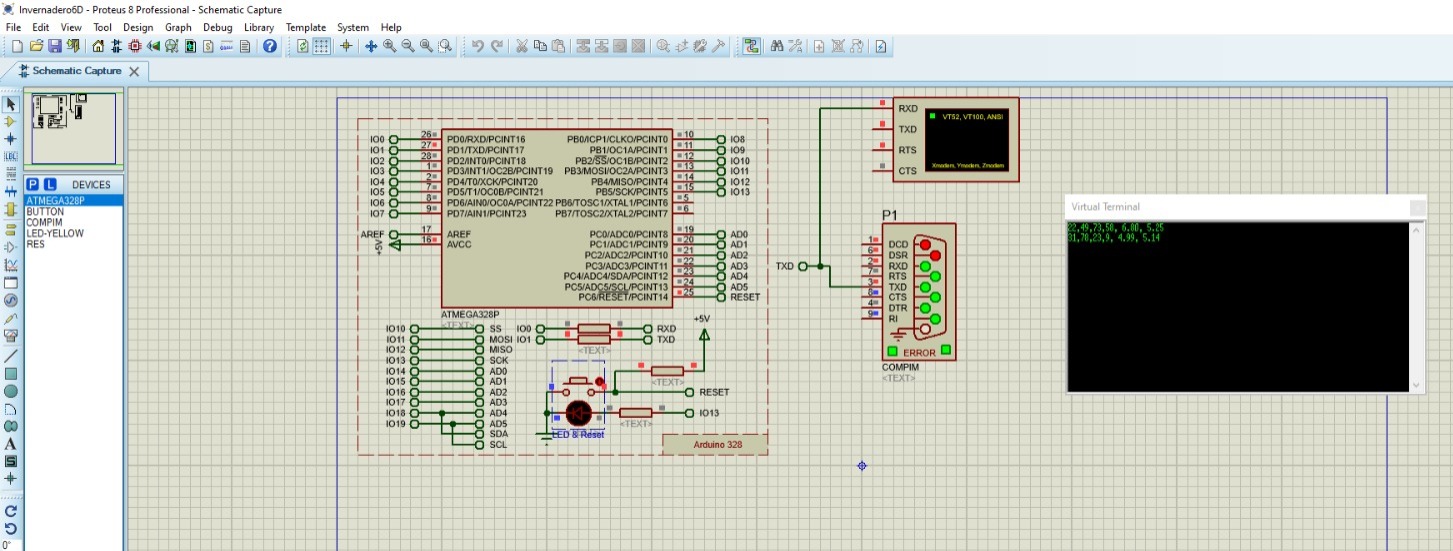 Invernadero6D - Proteus 8 Professional - Schematic Capture
File Edit View Tool Design Graph Debug Library Template System Help
Schematic Capture
P L DEVICES
ATMEGA328P
BUTTON
COMPIM
LED-YELLOW
RES
IO0 26 PD0/RXD/PCINT16 PB0/ICP1/CLKO/PCINT0 10 IO8
IO1 27 PD1/TXD/PCINT17 PB1/OC1A/PCINT1 11 IO9
IO2 28 PD2/INT0/PCINT18 PB2/SS/OC1B/PCINT2 12 IO10
IO3 1 PD3/INT1/OC2B/PCINT19 PB3/MOSI/OC2A/PCINT3 13 IO11
IO4 2 PD4/T0/XCK/PCINT20 PB4/MISO/PCINT4 14 IO12
IO5 7 PD5/T1/OC0B/PCINT21 PB5/SCK/PCINT5 15 IO13
IO6 8 PD6/AIN0/OC0A/PCINT22 PB6/TOSC1/XTAL1/PCINT6 5
IO7 9 PD7/AIN1/PCINT23 PB7/TOSC2/XTAL2/PCINT7 6
AREF 17 AREF PC0/ADC0/PCINT8 19 AD0
+5V 16 AVCC PC1/ADC1/PCINT9 20 AD1
PC2/ADC2/PCINT10 21 AD2
PC3/ADC3/PCINT11 22 AD3
PC4/ADC4/SDA/PCINT12 23 AD4
PC5/ADC5/SCL/PCINT13 24 AD5
PC6/RESET/PCINT14 25 RESET
ATMEGA328P
<TEXT>
IO10 SS
IO11 MOSI
IO12 MISO
IO13 SCK
IO14 AD0
IO15 AD1
IO16 AD2
IO17 AD3
IO18 AD4
IO19 AD5
SDA
SCL
IO0 RXD
IO1 TXD
<TEXT>
+5V
<TEXT>
RESET
IO13
<TEXT>
LED & Reset
Arduino 328
RXD
TXD
RTS
CTS
VT52, VT100, ANSI
Xmodem, Ymodem, Zmodem
TXD
P1
1 DCD
6 DSR
2 RXD
7 RTS
3 TXD
8 CTS
4 DTR
9 RI
ERROR
COMPIM
<TEXT>
Virtual Terminal
22,49,73,58, 6.00, 5.25
31,70,23,9, 4.99, 5.14
0°